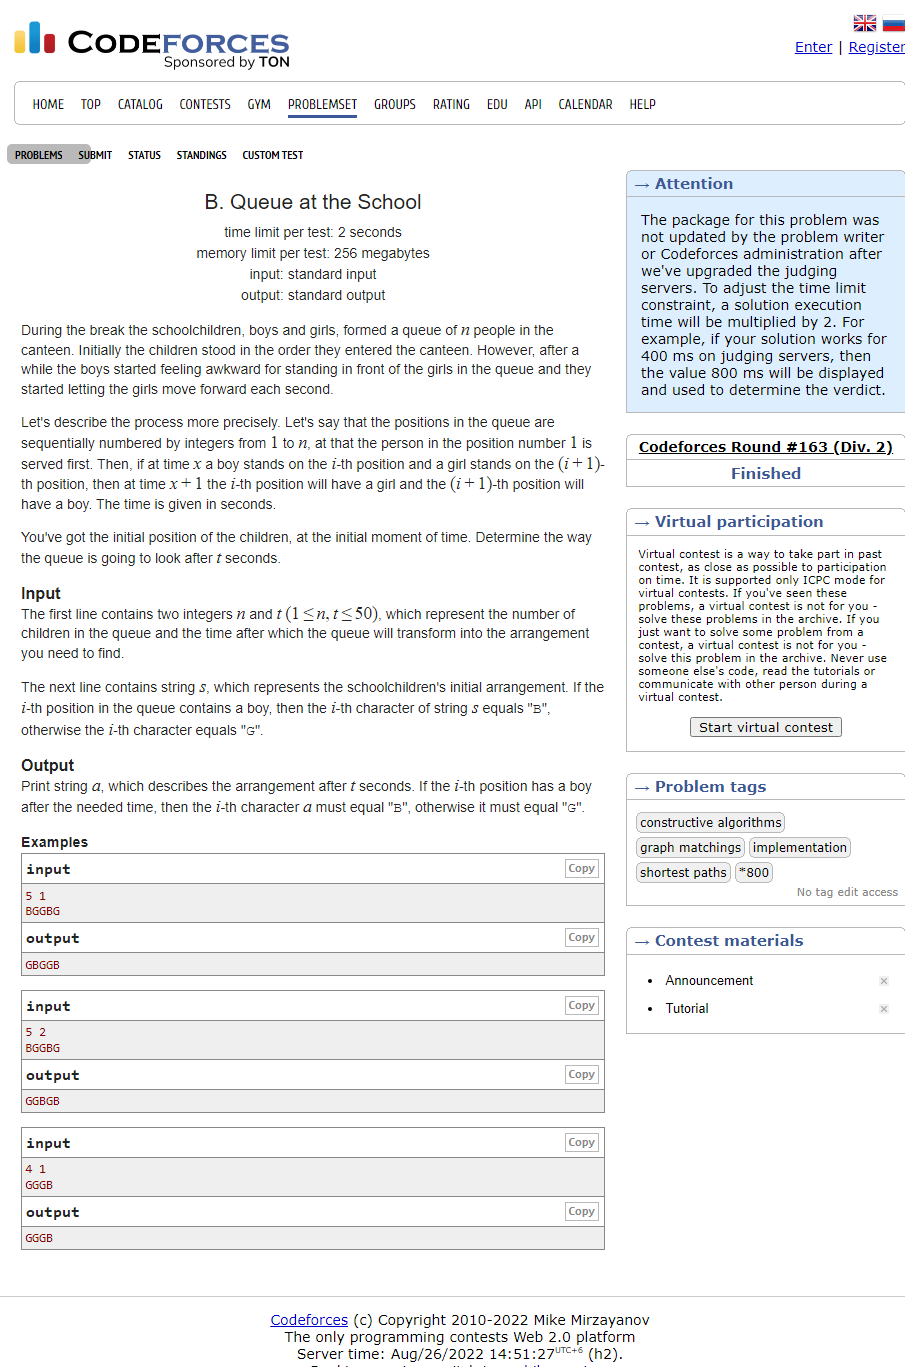 CODEFORCES
Sponsored by TON
Enter | Register
HOME TOP CATALOG CONTESTS GYM PROBLEMSET GROUPS RATING EDU API CALENDAR HELP
PROBLEMS SUBMIT STATUS STANDINGS CUSTOM TEST
B. Queue at the School
time limit per test: 2 seconds
memory limit per test: 256 megabytes
input: standard input
output: standard output
During the break the schoolchildren, boys and girls, formed a queue of n people in the
canteen. Initially the children stood in the order they entered the canteen. However, after a
while the boys started feeling awkward for standing in front of the girls in the queue and they
started letting the girls move forward each second.
Let's describe the process more precisely. Let's say that the positions in the queue are
sequentially numbered by integers from 1 to n, at that the person in the position number 1 is
served first. Then, if at time x a boy stands on the i-th position and a girl stands on the (i + 1)-
th position, then at time x + 1 the i-th position will have a girl and the (i + 1)-th position will
have a boy. The time is given in seconds.
You've got the initial position of the children, at the initial moment of time. Determine the way
the queue is going to look after t seconds.
Input
The first line contains two integers n and t (1 ≤ n, t ≤ 50), which represent the number of
children in the queue and the time after which the queue will transform into the arrangement
you need to find.
The next line contains string s, which represents the schoolchildren's initial arrangement. If the
i-th position in the queue contains a boy, then the i-th character of string s equals "B",
otherwise the i-th character equals "G".
Output
Print string a, which describes the arrangement after t seconds. If the i-th position has a boy
after the needed time, then the i-th character a must equal "B", otherwise it must equal "G".
Examples
input Copy
5 1
BGGBG
output Copy
GBGGB
input Copy
5 2
BGGBG
output Copy
GGBGB
input Copy
4 1
GGGB
output Copy
GGGB
→ Attention
The package for this problem was
not updated by the problem writer
or Codeforces administration after
we've upgraded the judging
servers. To adjust the time limit
constraint, a solution execution
time will be multiplied by 2. For
example, if your solution works for
400 ms on judging servers, then
the value 800 ms will be displayed
and used to determine the verdict.
Codeforces Round #163 (Div. 2)
Finished
→ Virtual participation
Virtual contest is a way to take part in past
contest, as close as possible to participation
on time. It is supported only ICPC mode for
virtual contests. If you've seen these
problems, a virtual contest is not for you -
solve these problems in the archive. If you
just want to solve some problem from a
contest, a virtual contest is not for you -
solve this problem in the archive. Never use
someone else's code, read the tutorials or
communicate with other person during a
virtual contest.
Start virtual contest
→ Problem tags
constructive algorithms
graph matchings implementation
shortest paths *800
No tag edit access
→ Contest materials
• Announcement
• Tutorial
Codeforces (c) Copyright 2010-2022 Mike Mirzayanov
The only programming contests Web 2.0 platform
Server time: Aug/26/2022 14:51:27 UTC+6 (h2).